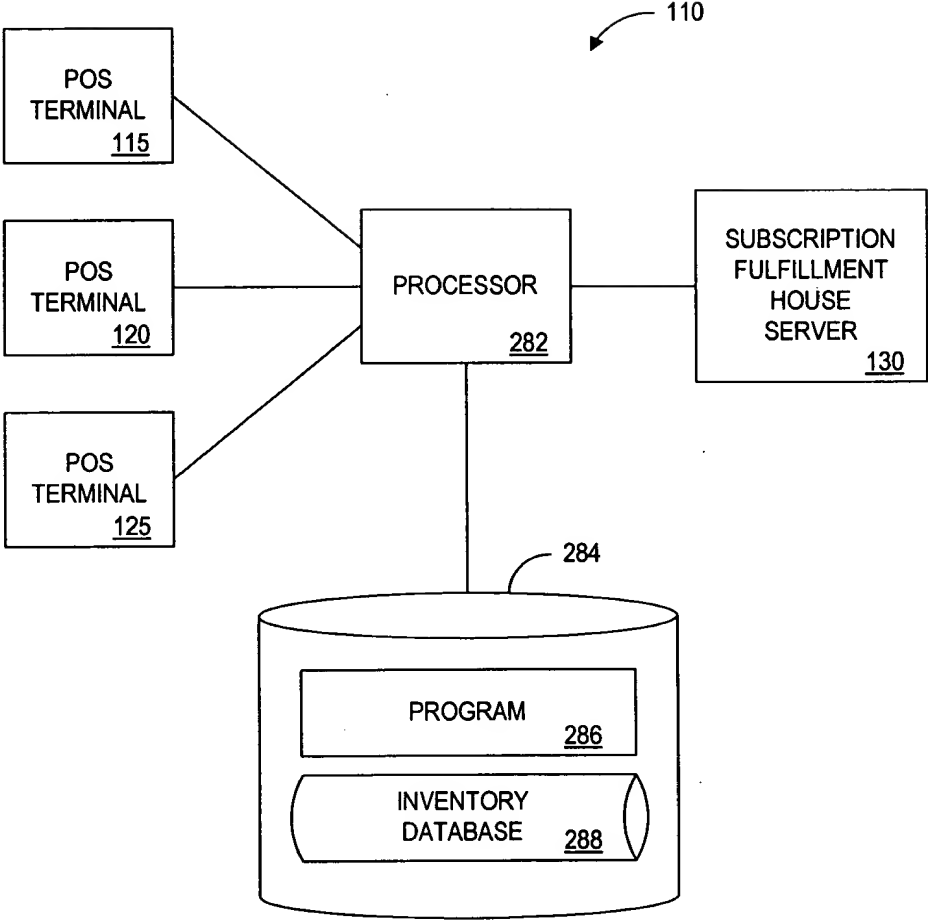 110
POS
TERMINAL
115
POS
TERMINAL
120
POS
TERMINAL
125
PROCESSOR
282
SUBSCRIPTION
FULFILLMENT
HOUSE
SERVER
130
284
PROGRAM
286
INVENTORY
DATABASE
288